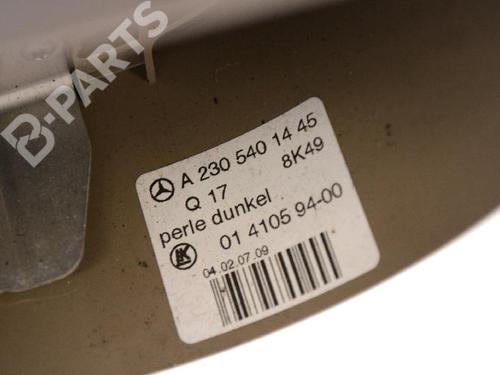 B-PARTS
A 230 540 14 45
Q 17 8K49
perle dunkel
01 4105 94-00
04.02.07.09